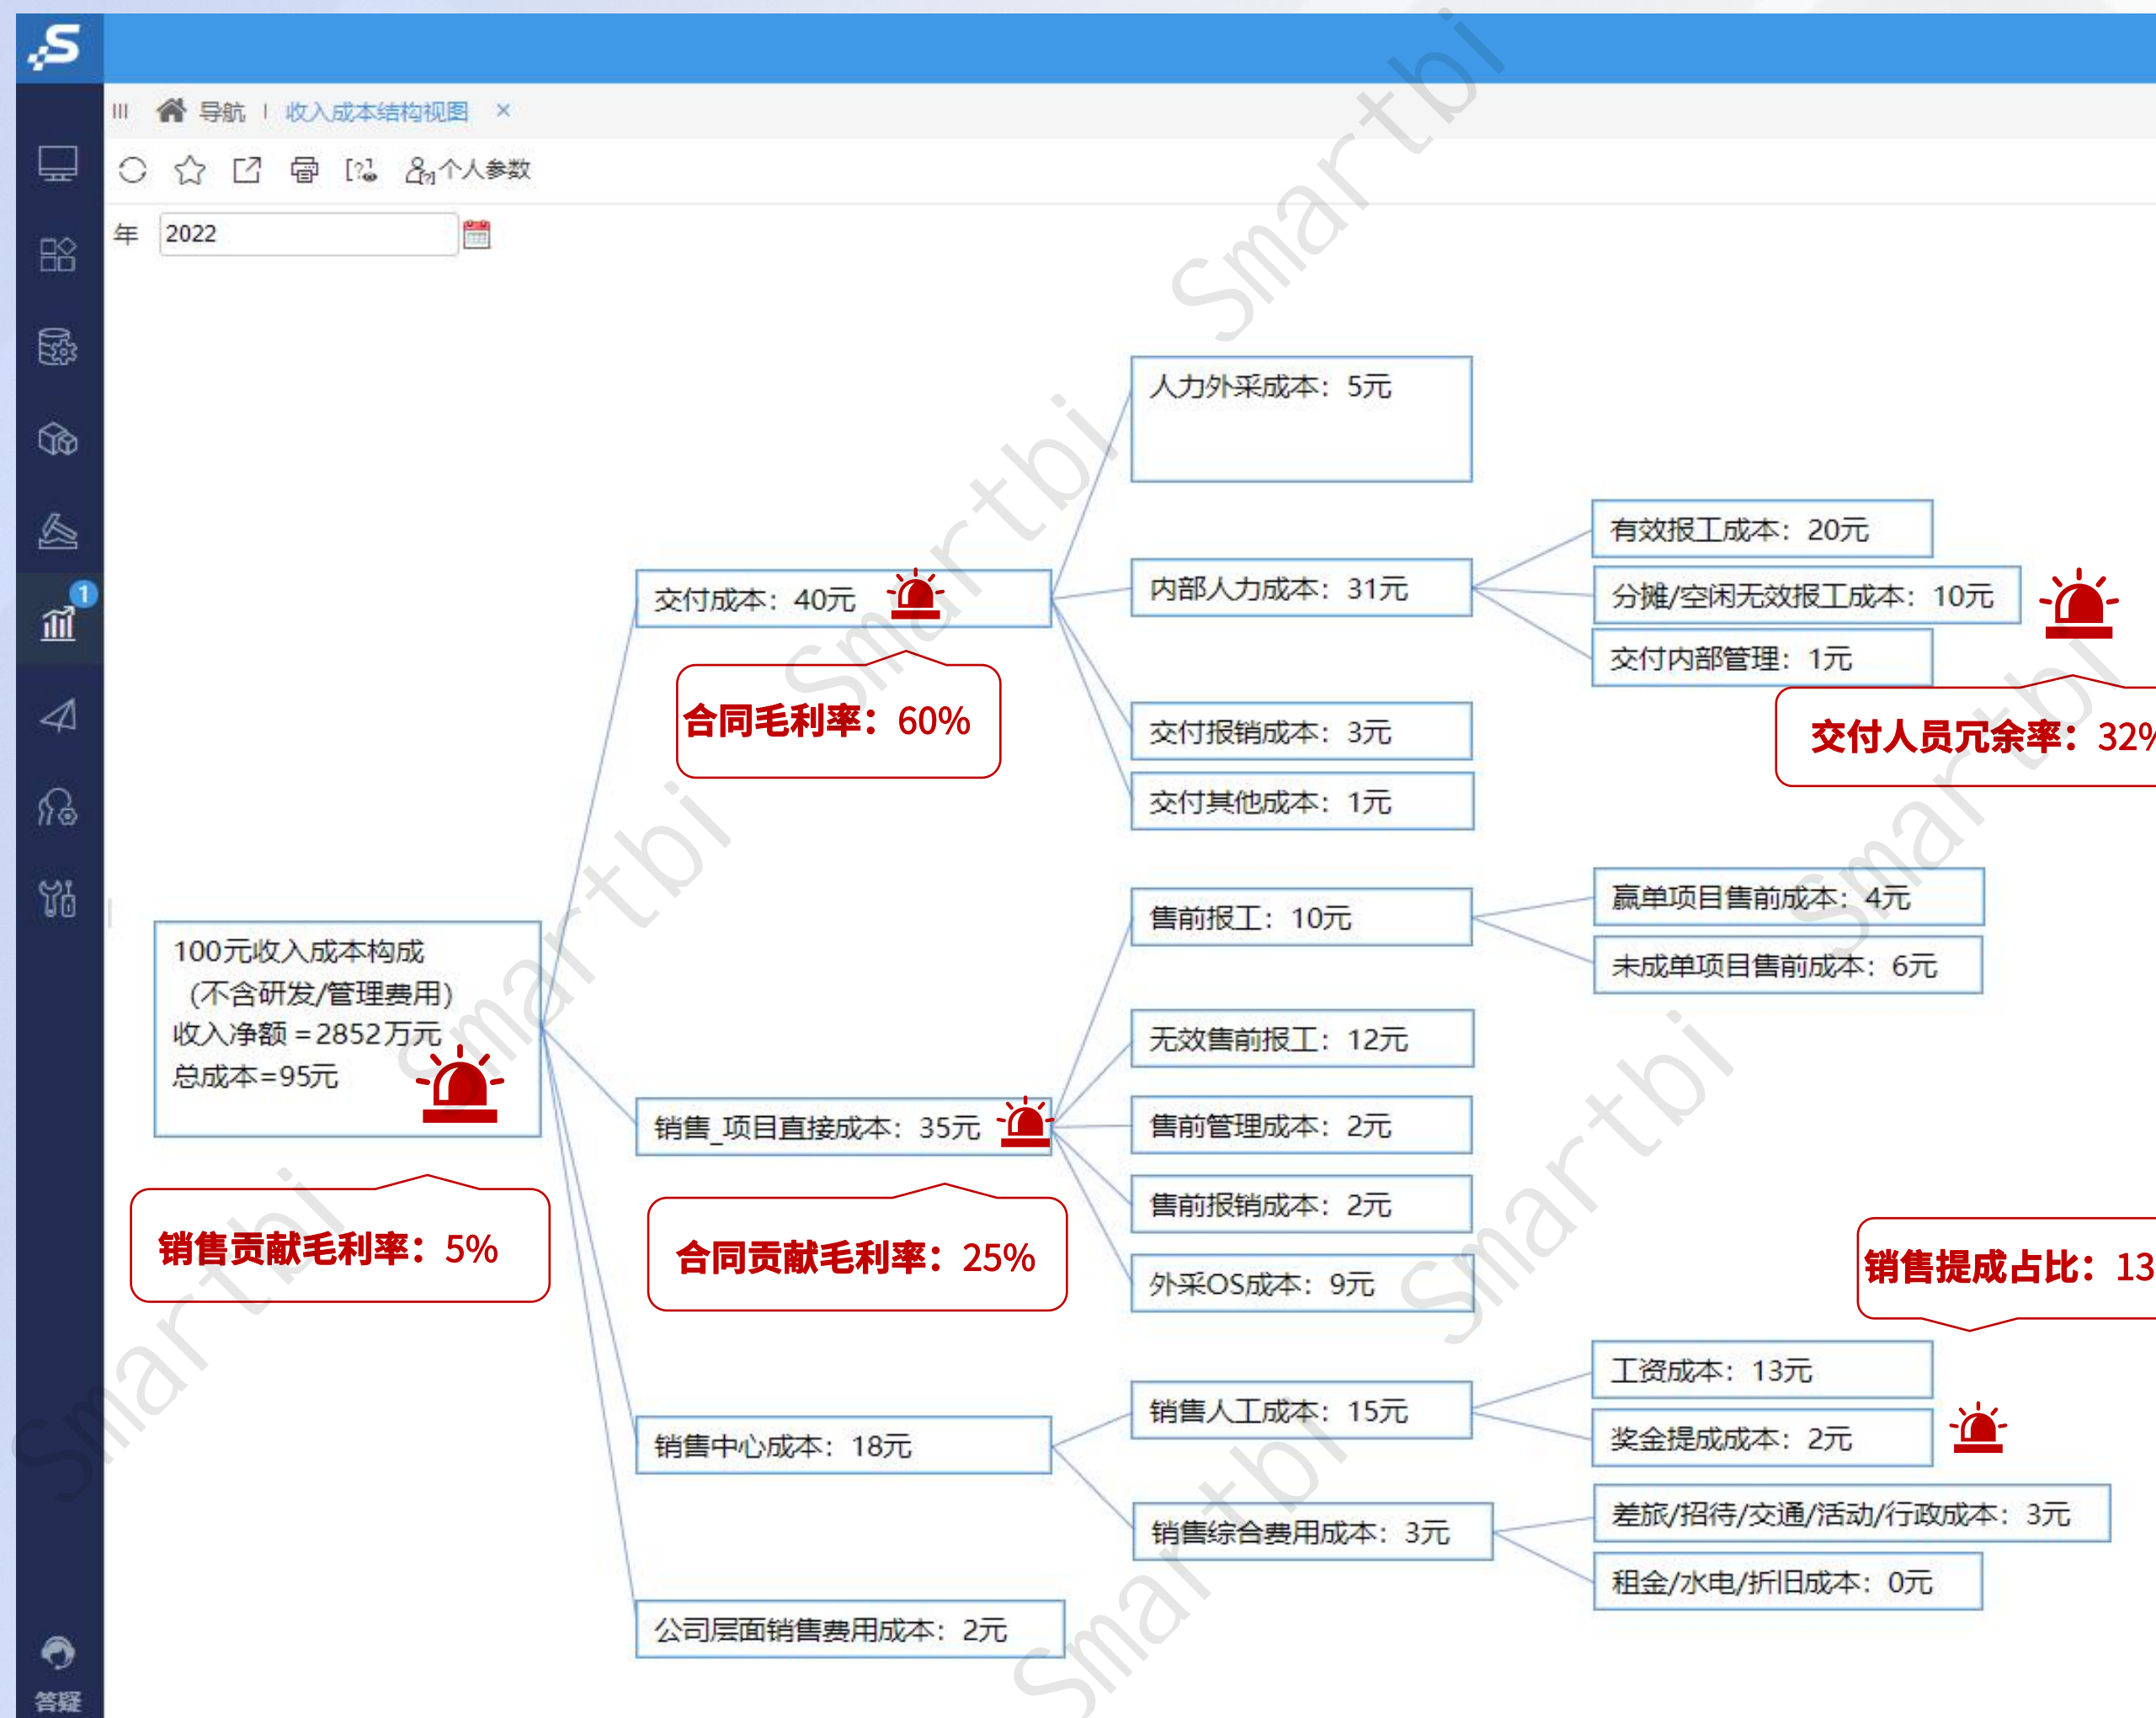 S
导航 | 收入成本结构视图 ×
个人参数
年 2022
1
答疑
100元收入成本构成
(不含研发/管理费用)
收入净额 =2852万元
总成本=95元
销售贡献毛利率：5%
交付成本：40元
合同毛利率：60%
销售_项目直接成本：35元
合同贡献毛利率：25%
销售中心成本：18元
公司层面销售费用成本：2元
人力外采成本：5元
内部人力成本：31元
交付报销成本：3元
交付其他成本：1元
售前报工：10元
无效售前报工：12元
售前管理成本：2元
售前报销成本：2元
外采OS成本：9元
销售人工成本：15元
销售综合费用成本：3元
有效报工成本：20元
分摊/空闲无效报工成本：10元
交付内部管理：1元
交付人员冗余率：32%
赢单项目售前成本：4元
未成单项目售前成本：6元
销售提成占比：13
工资成本：13元
奖金提成成本：2元
差旅/招待/交通/活动/行政成本：3元
租金/水电/折旧成本：0元
Smartbi
Smartbi
Smartbi
Smartbi
Smartbi
Smartbi
Smartbi
Smartbi